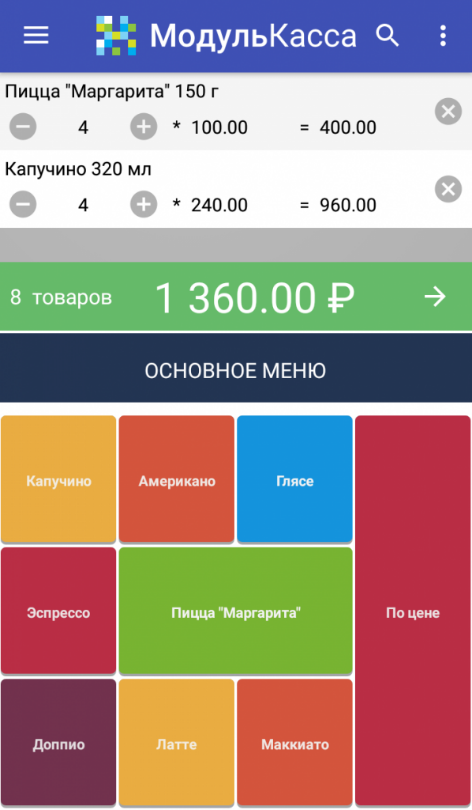 МодульКасса
Пицца "Маргарита" 150 г
4 * 100.00 = 400.00
Капучино 320 мл
4 * 240.00 = 960.00
8 товаров 1 360.00 ₽
ОСНОВНОЕ МЕНЮ
Капучино
Американо
Глясе
Эспрессо
Пицца "Маргарита"
По цене
Доппио
Латте
Маккиато